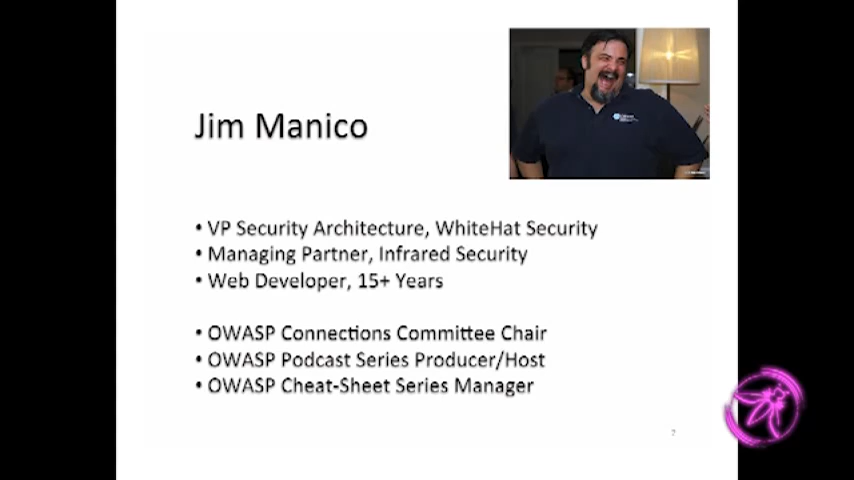 Jim Manico
• VP Security Architecture, WhiteHat Security
• Managing Partner, Infrared Security
• Web Developer, 15+ Years
• OWASP Connections Committee Chair
• OWASP Podcast Series Producer/Host
• OWASP Cheat-Sheet Series Manager